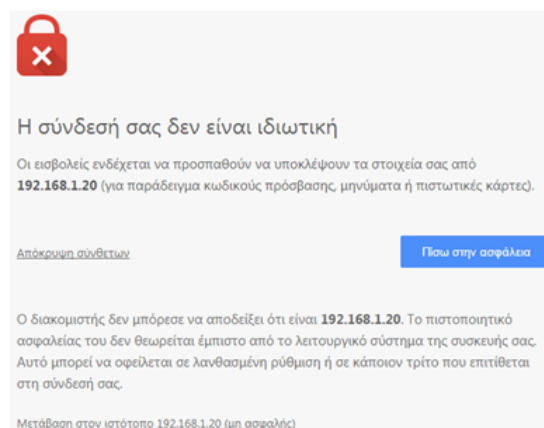 Η σύνδεσή σας δεν είναι ιδιωτική
Οι εισβολείς ενδέχεται να προσπαθούν να υποκλέψουν τα στοιχεία σας από
192.168.1.20 (για παράδειγμα κωδικούς πρόσβασης, μηνύματα ή πιστωτικές κάρτες).
Απόκρυψη σύνθετων
Πίσω στην ασφάλεια
Ο διακομιστής δεν μπόρεσε να αποδείξει ότι είναι 192.168.1.20. Το πιστοποιητικό
ασφαλείας του δεν θεωρείται έμπιστο από το λειτουργικό σύστημα της συσκευής σας.
Αυτό μπορεί να οφείλεται σε λανθασμένη ρύθμιση ή σε κάποιον τρίτο που επιτίθεται
στη σύνδεσή σας.
Μετάβαση στον ιστότοπο 192.168.1.20 (μη ασφαλής)